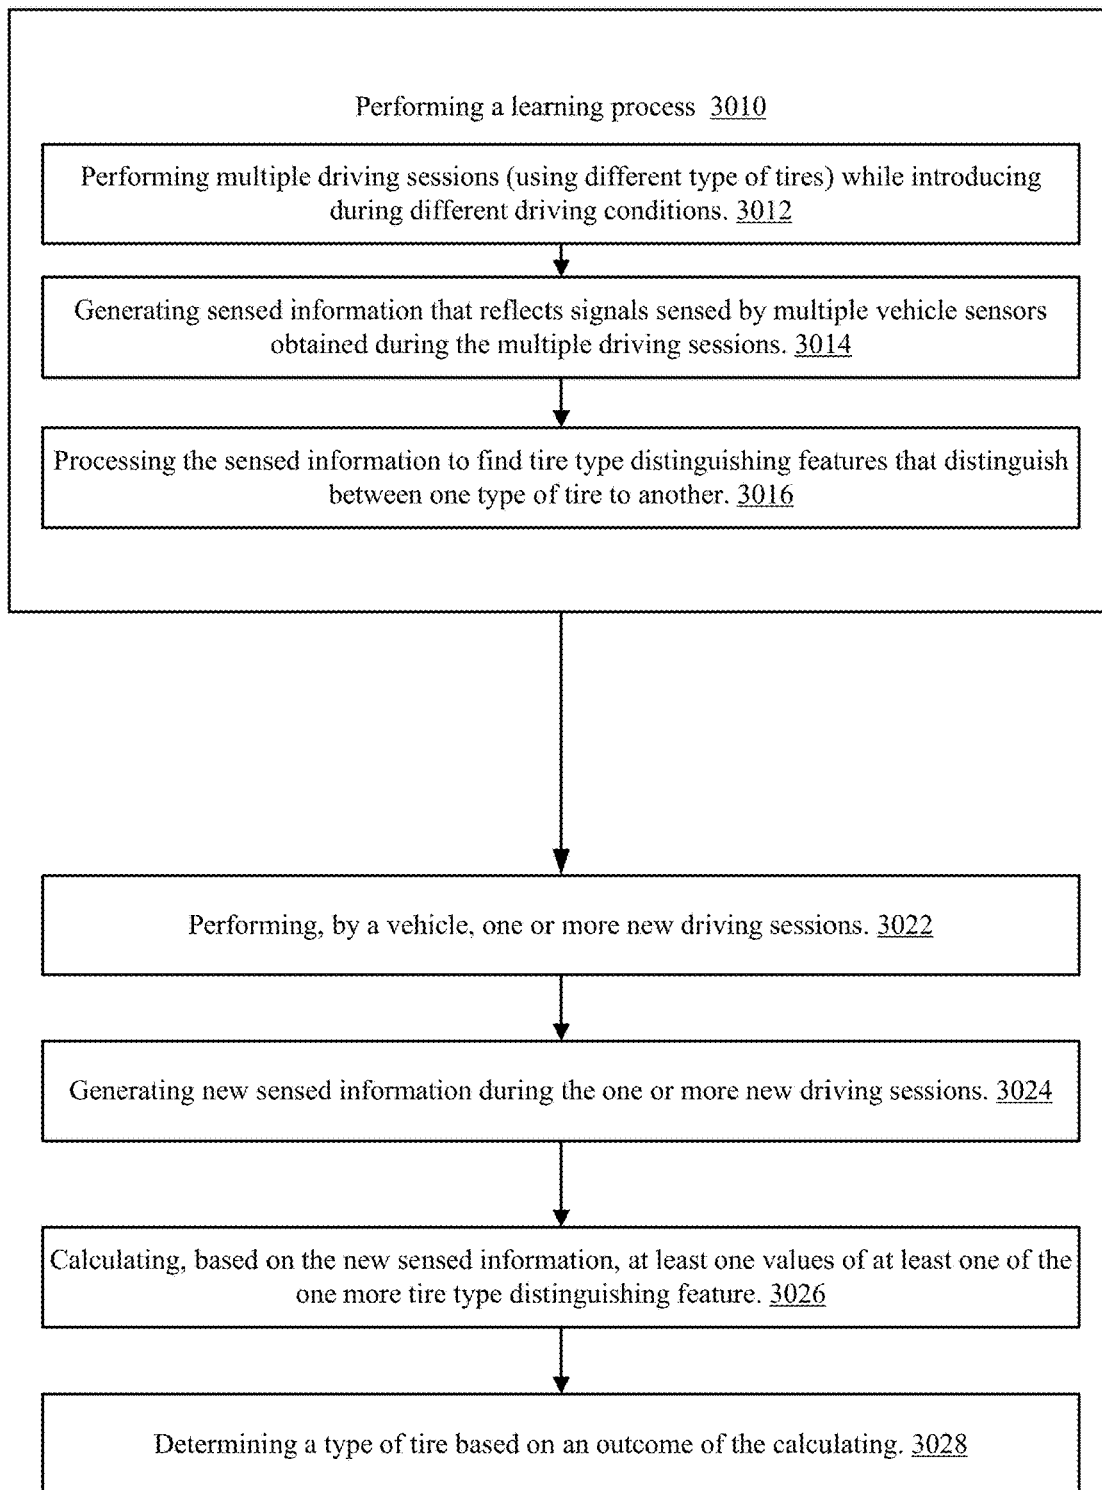 Performing a learning process 3010
Performing multiple driving sessions (using different type of tires) while introducing
during different driving conditions. 3012
Generating sensed information that reflects signals sensed by multiple vehicle sensors
obtained during the multiple driving sessions. 3014
Processing the sensed information to find tire type distinguishing features that distinguish
between one type of tire to another. 3016
Performing, by a vehicle, one or more new driving sessions. 3022
Generating new sensed information during the one or more new driving sessions. 3024
Calculating, based on the new sensed information, at least one values of at least one of the
one more tire type distinguishing feature. 3026
Determining a type of tire based on an outcome of the calculating. 3028